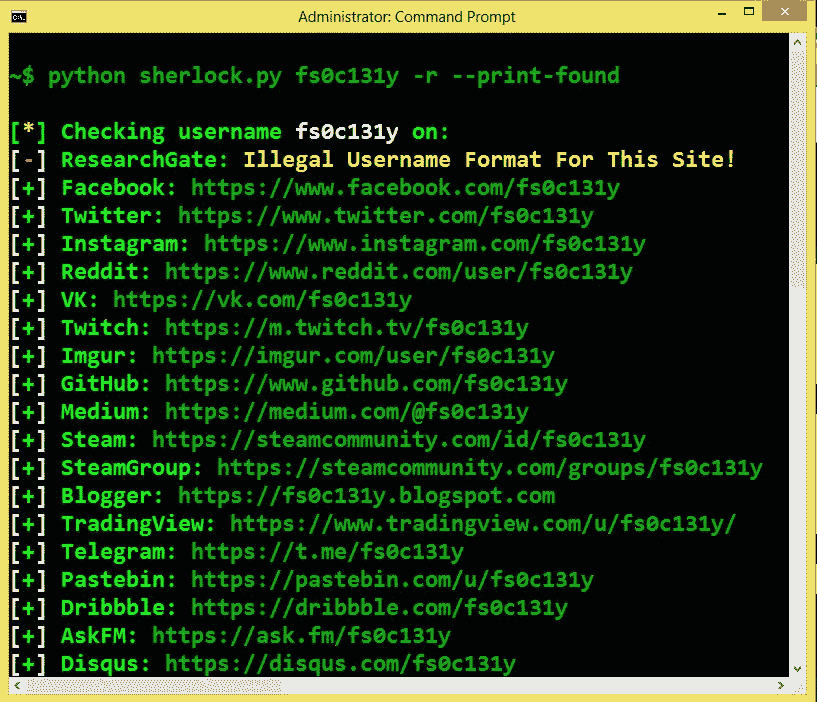 Administrator: Command Prompt
~$ python sherlock.py fs0c131y -r --print-found
[*] Checking username fs0c131y on:
[-] ResearchGate: Illegal Username Format For This Site!
[+] Facebook: https://www.facebook.com/fs0c131y
[+] Twitter: https://www.twitter.com/fs0c131y
[+] Instagram: https://www.instagram.com/fs0c131y
[+] Reddit: https://www.reddit.com/user/fs0c131y
[+] VK: https://vk.com/fs0c131y
[+] Twitch: https://m.twitch.tv/fs0c131y
[+] Imgur: https://imgur.com/user/fs0c131y
[+] GitHub: https://www.github.com/fs0c131y
[+] Medium: https://medium.com/@fs0c131y
[+] Steam: https://steamcommunity.com/id/fs0c131y
[+] SteamGroup: https://steamcommunity.com/groups/fs0c131y
[+] Blogger: https://fs0c131y.blogspot.com
[+] TradingView: https://www.tradingview.com/u/fs0c131y/
[+] Telegram: https://t.me/fs0c131y
[+] Pastebin: https://pastebin.com/u/fs0c131y
[+] Dribbble: https://dribbble.com/fs0c131y
[+] AskFM: https://ask.fm/fs0c131y
[+] Disqus: https://disqus.com/fs0c131y